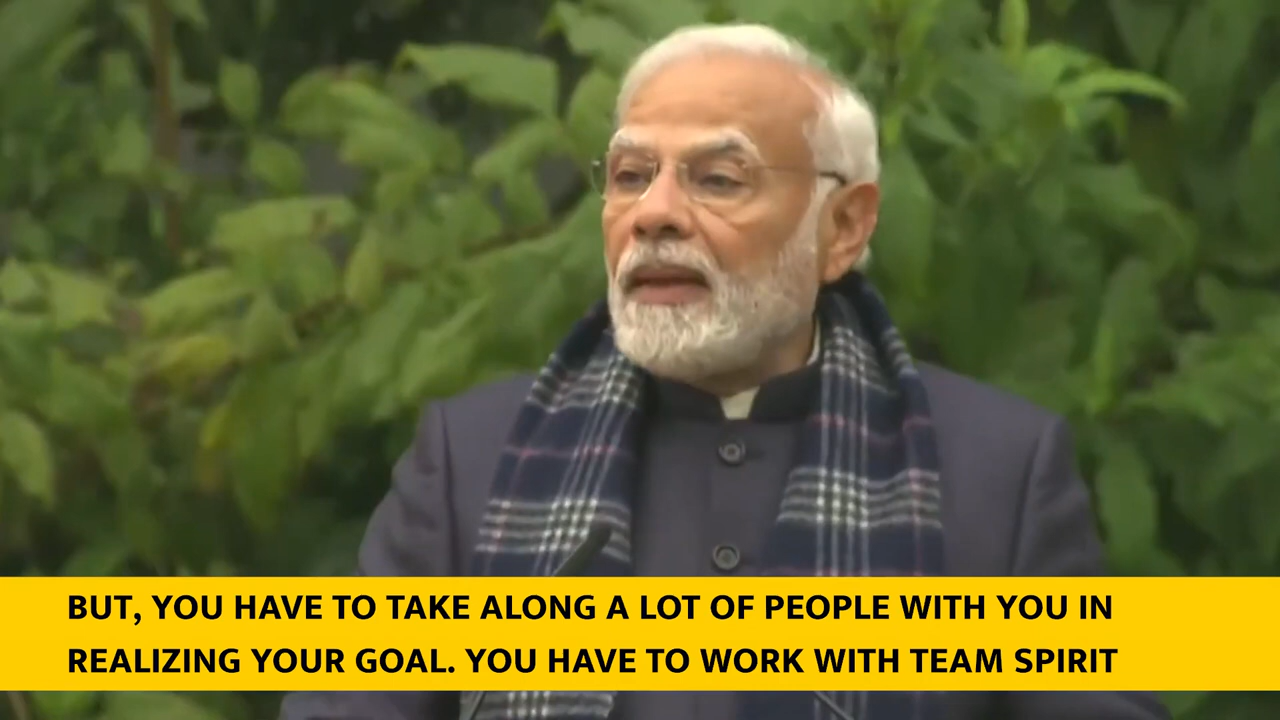 BUT, YOU HAVE TO TAKE ALONG A LOT OF PEOPLE WITH YOU IN
REALIZING YOUR GOAL. YOU HAVE TO WORK WITH TEAM SPIRIT